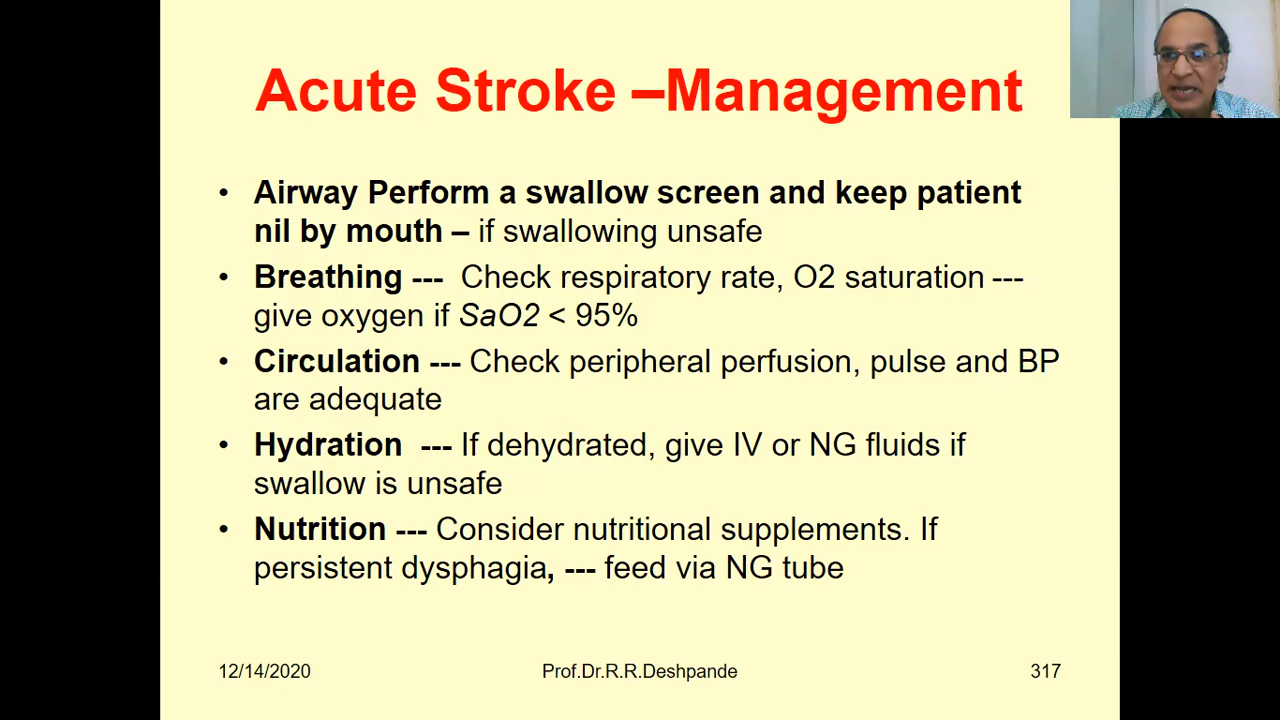 Acute Stroke –Management
• Airway Perform a swallow screen and keep patient
nil by mouth – if swallowing unsafe
• Breathing --- Check respiratory rate, O2 saturation ---
give oxygen if SaO2 < 95%
• Circulation --- Check peripheral perfusion, pulse and BP
are adequate
• Hydration --- If dehydrated, give IV or NG fluids if
swallow is unsafe
• Nutrition --- Consider nutritional supplements. If
persistent dysphagia, --- feed via NG tube
12/14/2020
Prof.Dr.R.R.Deshpande
317